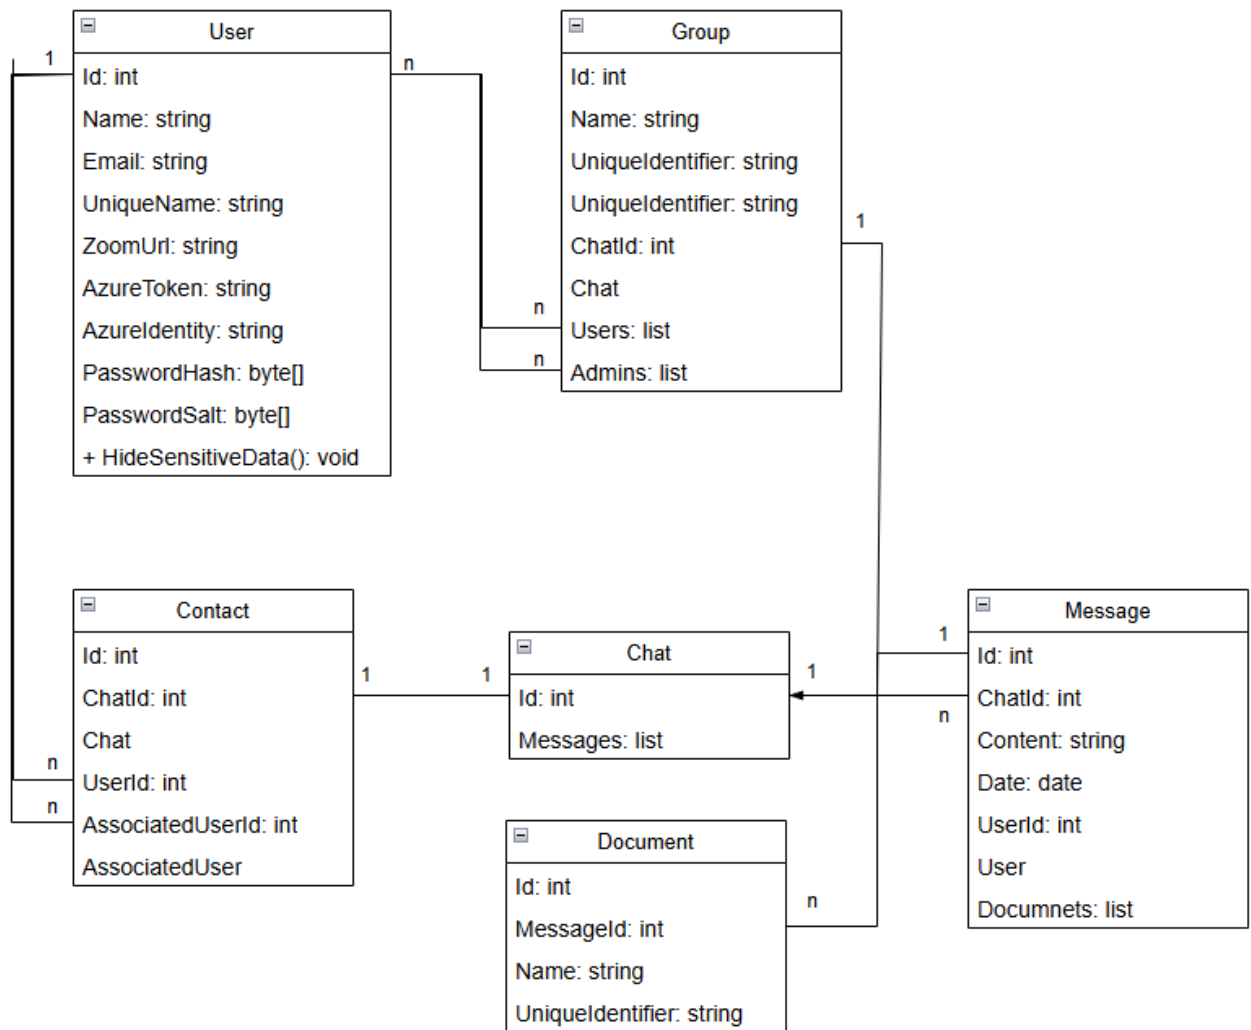 User
1
Id: int
n
Name: string
Email: string
UniqueName: string
ZoomUrl: string
AzureToken: string
AzureIdentity: string
PasswordHash: byte[]
PasswordSalt: byte[]
+ HideSensitiveData(): void
Group
Id: int
Name: string
UniqueIdentifier: string
UniqueIdentifier: string
1
ChatId: int
Chat
n
Users: list
n
Admins: list
Contact
Id: int
ChatId: int
1
Chat
n
UserId: int
n
AssociatedUserId: int
AssociatedUser
Chat
1
Id: int
1
Messages: list
Message
1
Id: int
ChatId: int
n
Content: string
Date: date
UserId: int
User
Documnets: list
Document
Id: int
n
MessageId: int
Name: string
UniqueIdentifier: string